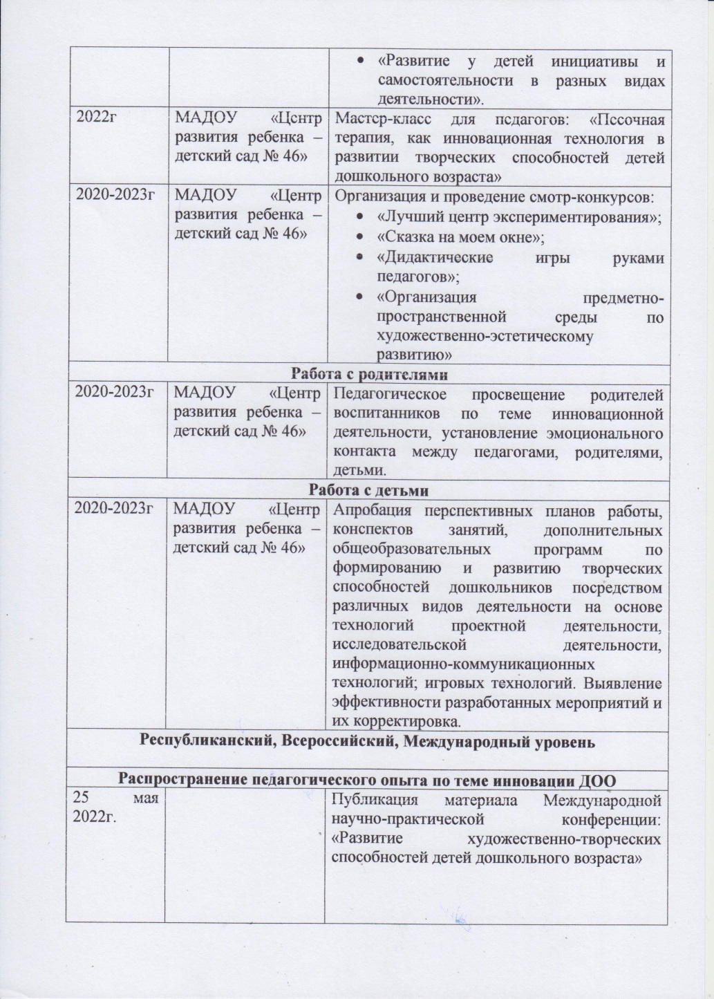 • «Развитие у детей инициативы и
самостоятельности в разных видах
деятельности».
2022г
МАДОУ «Центр
развития ребенка –
детский сад № 46»
Мастер-класс для педагогов: «Песочная
терапия, как инновационная технология в
развитии творческих способностей детей
дошкольного возраста»
2020-2023г
МАДОУ «Центр
развития ребенка –
детский сад № 46»
Организация и проведение смотр-конкурсов:
• «Лучший центр экспериментирования»;
• «Сказка на моем окне»;
• «Дидактические игры руками
педагогов»;
• «Организация предметно-
пространственной среды по
художественно-эстетическому
развитию»
Работа с родителями
2020-2023г
МАДОУ «Центр
развития ребенка –
детский сад № 46»
Педагогическое просвещение родителей
воспитанников по теме инновационной
деятельности, установление эмоционального
контакта между педагогами, родителями,
детьми.
Работа с детьми
2020-2023г
МАДОУ «Центр
развития ребенка –
детский сад № 46»
Апробация перспективных планов работы,
конспектов занятий, дополнительных
общеобразовательных программ по
формированию и развитию творческих
способностей дошкольников посредством
различных видов деятельности на основе
технологий проектной деятельности,
исследовательской деятельности,
информационно-коммуникационных
технологий; игровых технологий. Выявление
эффективности разработанных мероприятий и
их корректировка.
Республиканский, Всероссийский, Международный уровень
Распространение педагогического опыта по теме инновации ДОО
25 мая
2022г.
Публикация материала Международной
научно-практической конференции:
«Развитие художественно-творческих
способностей детей дошкольного возраста»